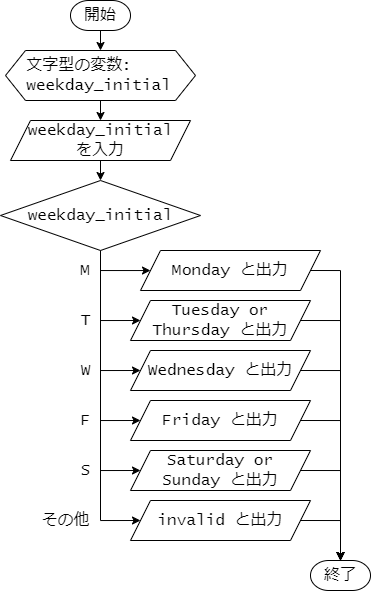 開始
文字型の変数:
weekday_initial
weekday_initial
を入力
weekday_initial
M
Monday と出力
T
Tuesday or
Thursday と出力
W
Wednesday と出力
F
Friday と出力
S
Saturday or
Sunday と出力
その他
invalid と出力
終了